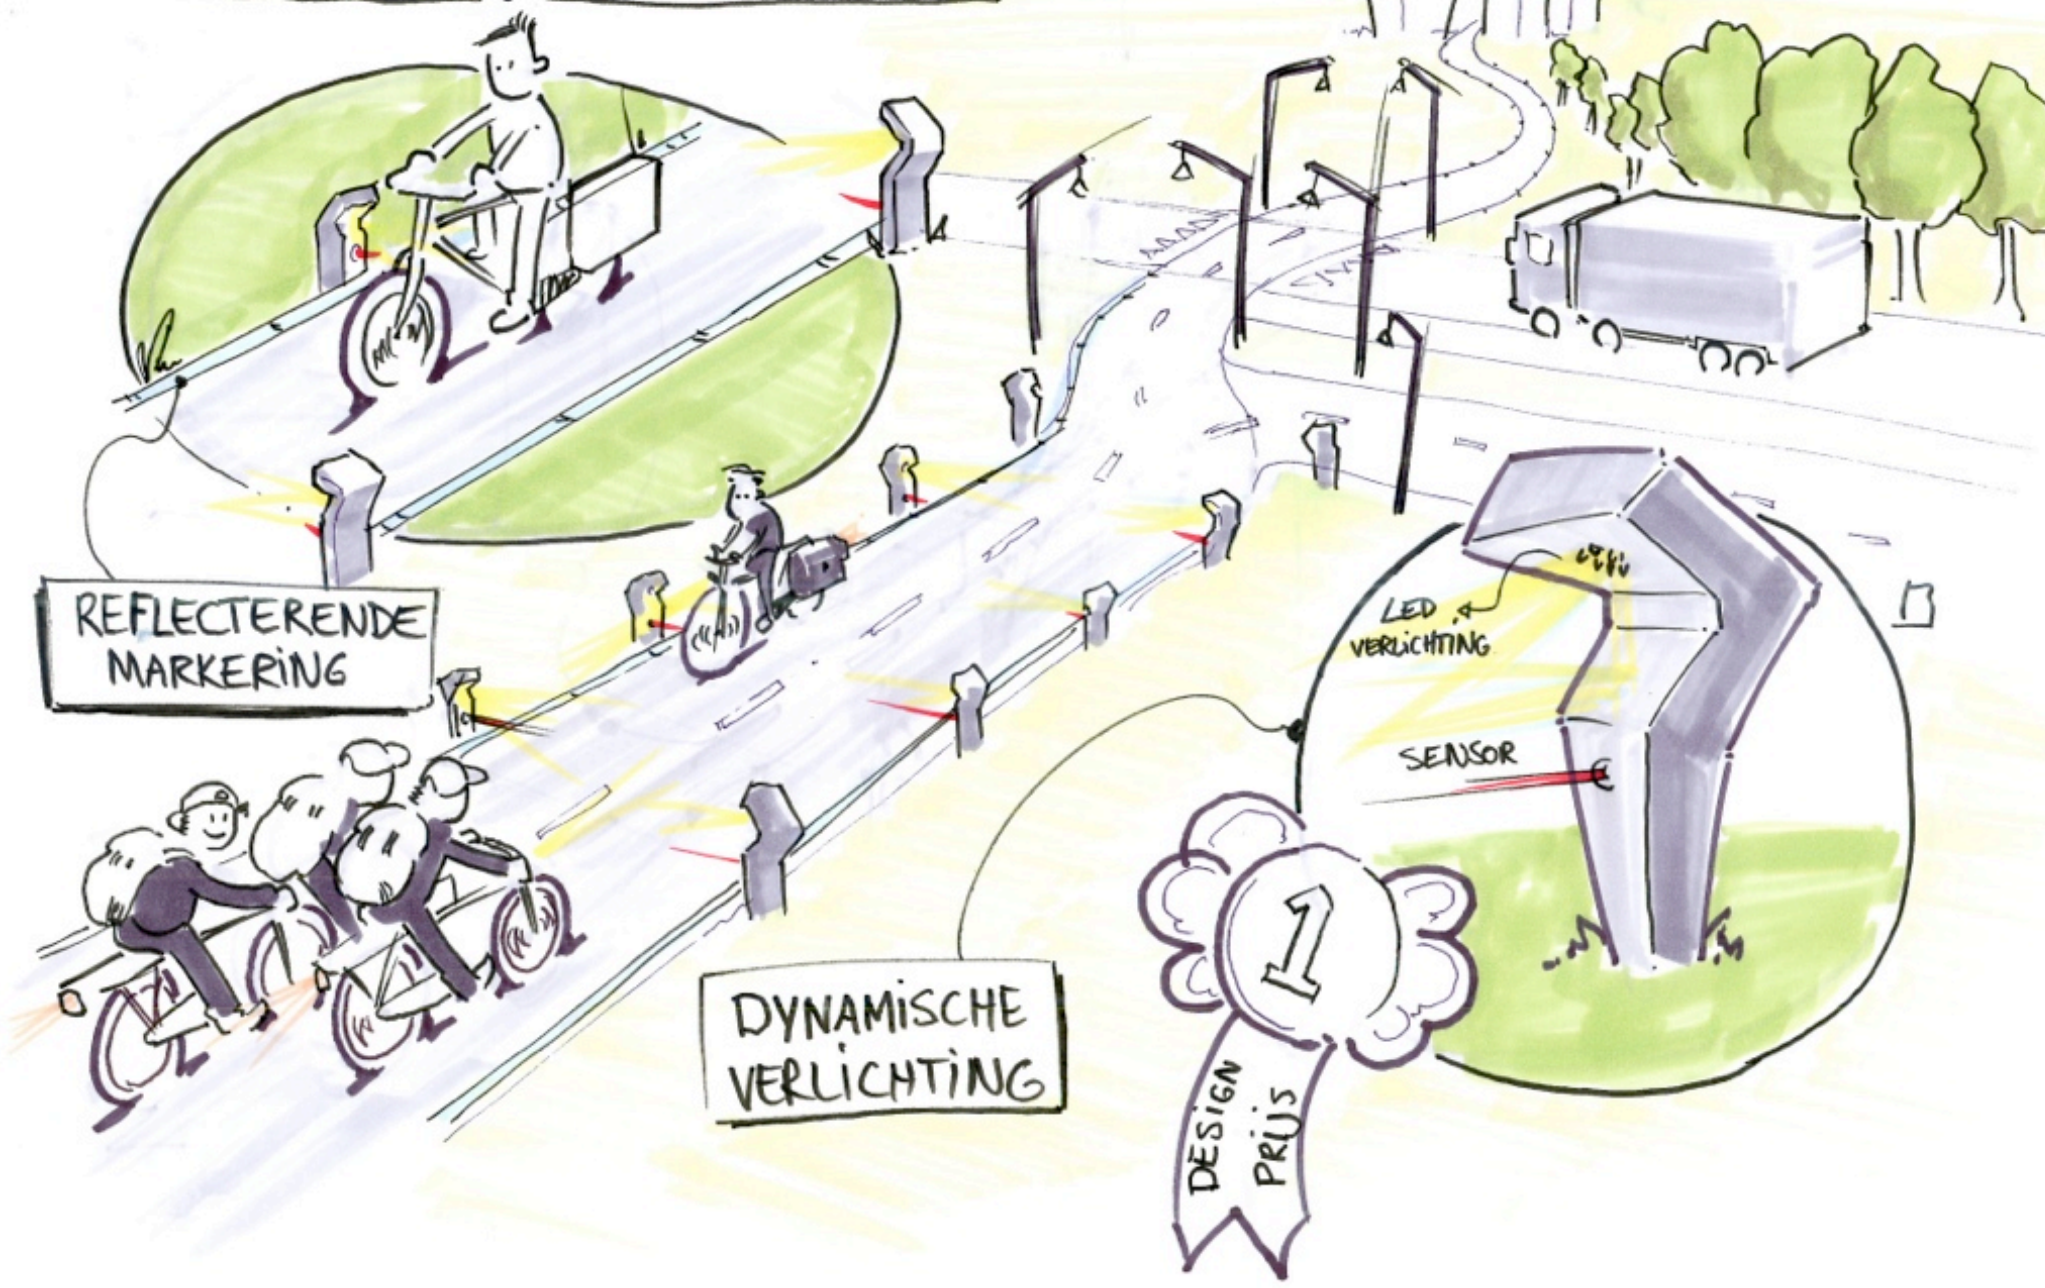 REFLECTERENDE
MARKERING
LED
VERLICHTING
SENSOR
DYNAMISCHE
VERLICHTING
1
DESIGN
PRIJS